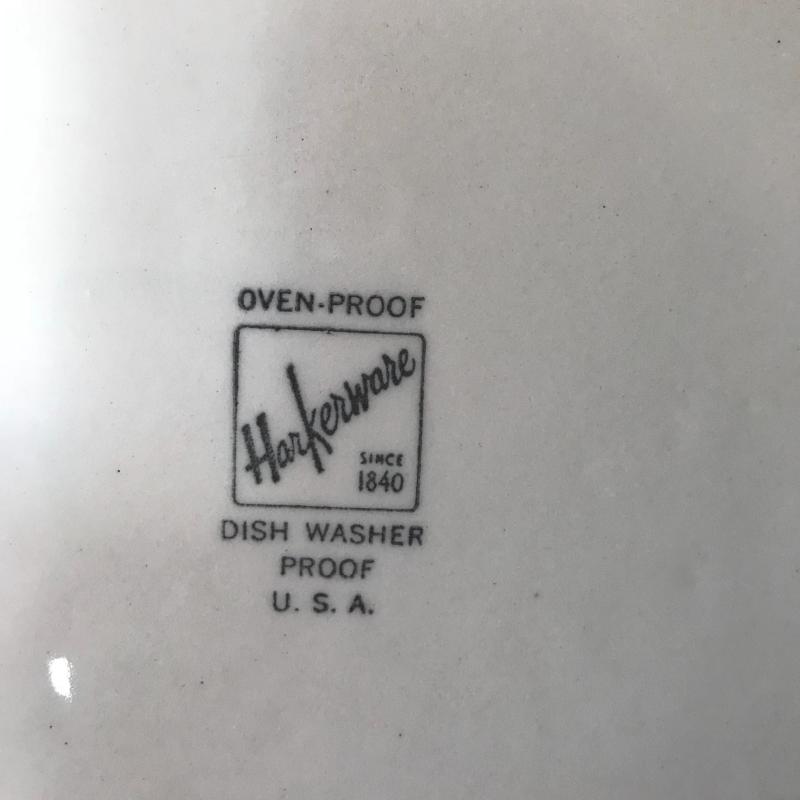 OVEN-PROOF
Harkerware
SINCE
1840
DISH WASHER
PROOF
U. S. A.